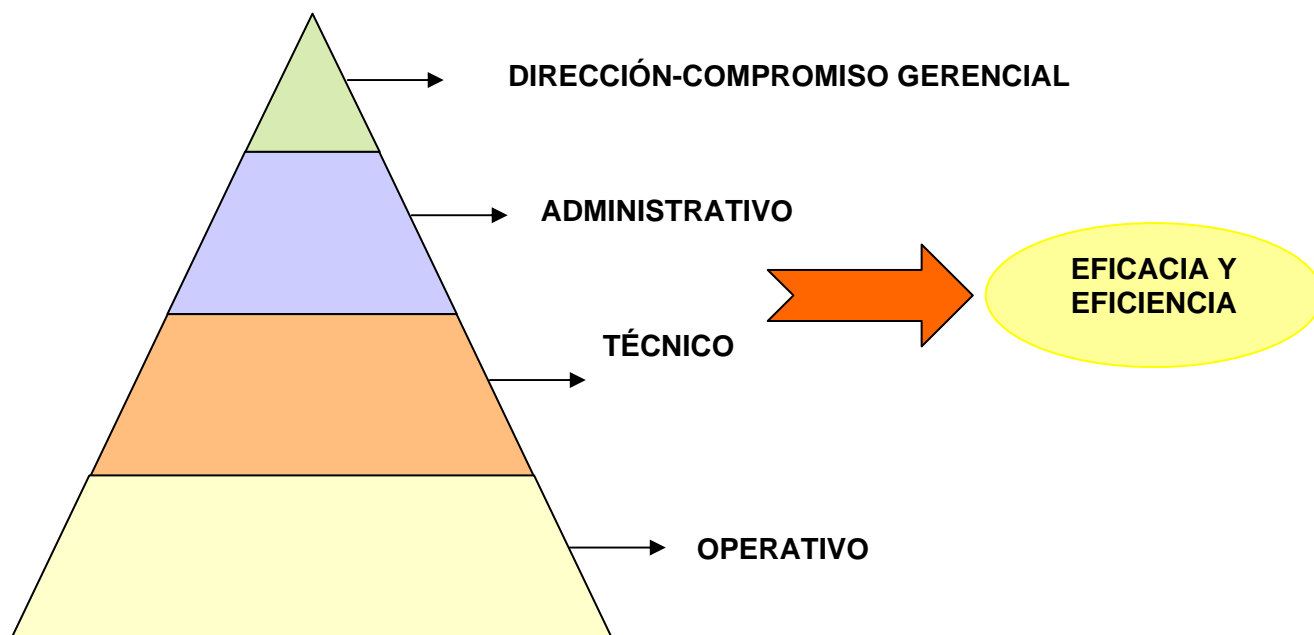 DIRECCIÓN-COMPROMISO GERENCIAL
ADMINISTRATIVO
EFICACIA Y
EFICIENCIA
TÉCNICO
OPERATIVO